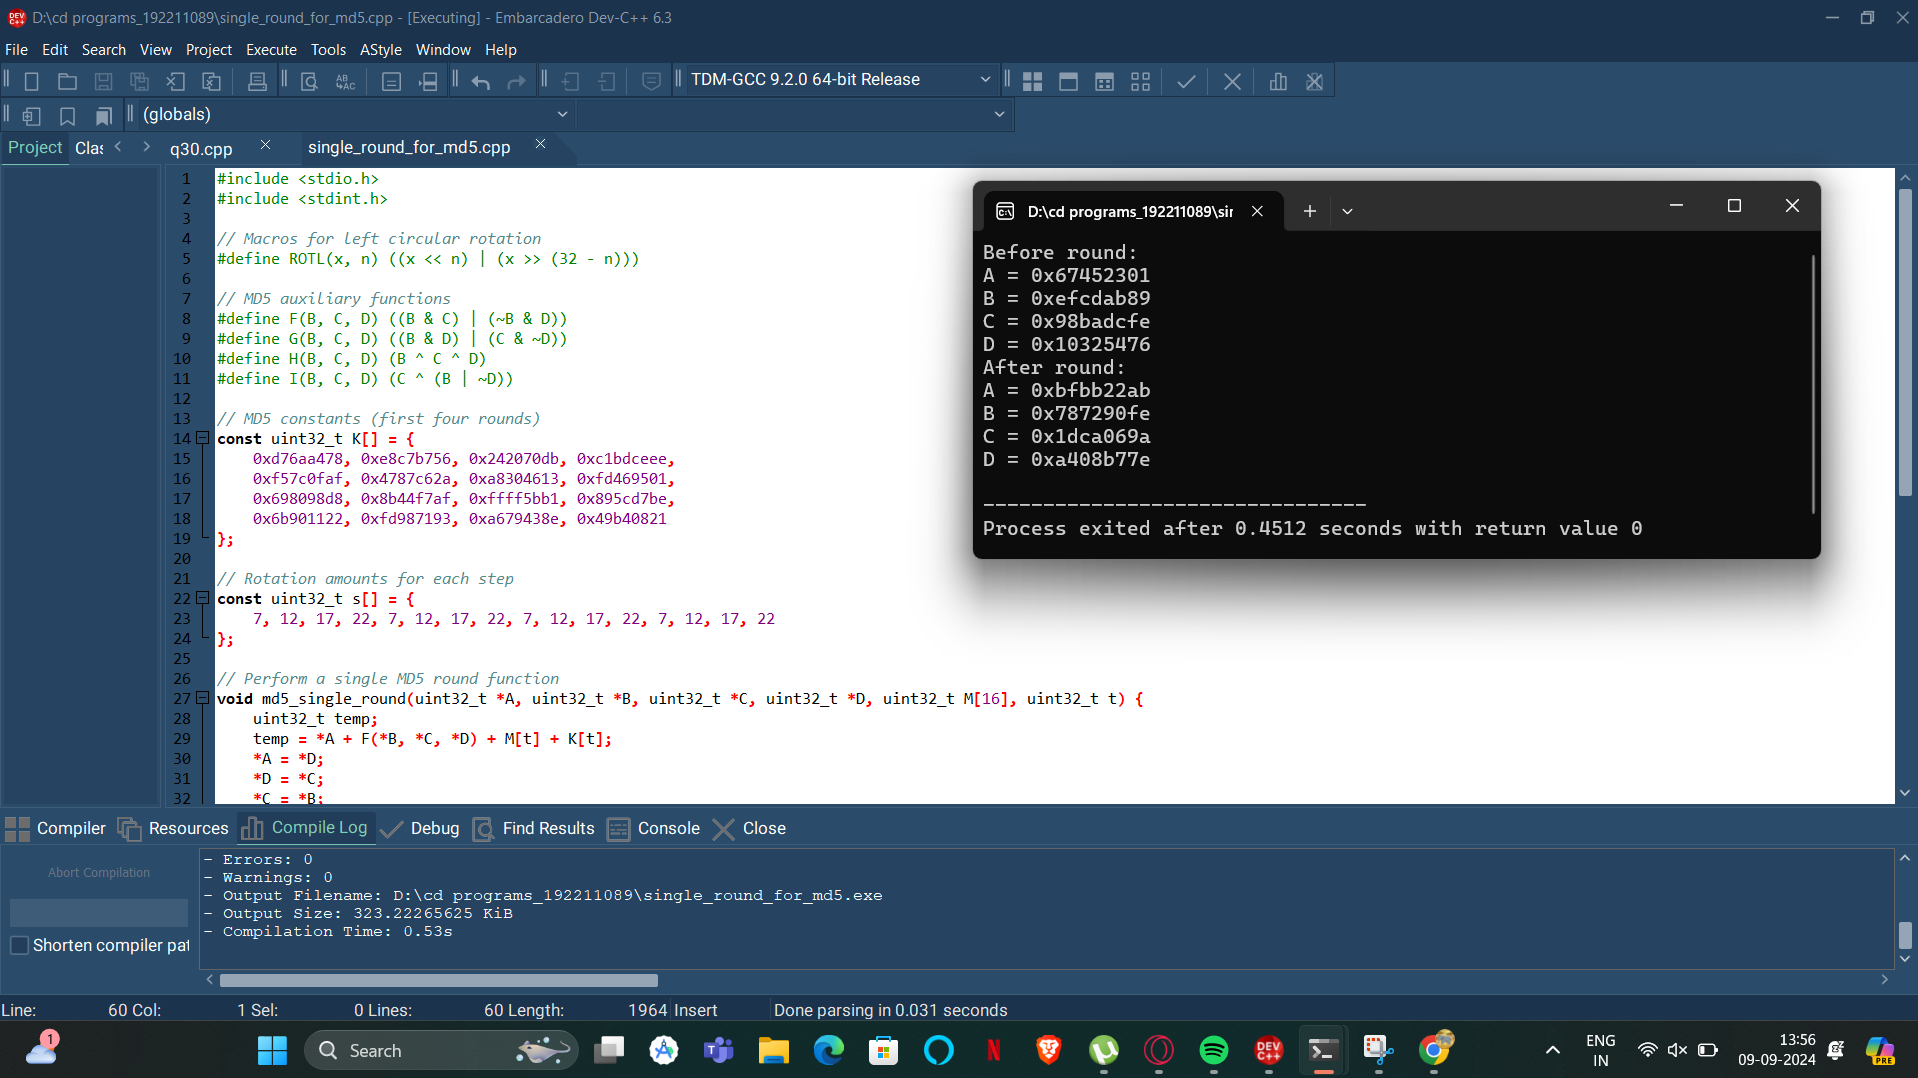 D:\cd programs_192211089\single_round_for_md5.cpp - [Executing] - Embarcadero Dev-C++ 6.3
File Edit Search View Project Execute Tools AStyle Window Help
TDM-GCC 9.2.0 64-bit Release
(globals)
Project Clas q30.cpp single_round_for_md5.cpp
1 #include <stdio.h>
2 #include <stdint.h>
3
4 // Macros for left circular rotation
5 #define ROTL(x, n) ((x << n) | (x >> (32 - n)))
6
7 // MD5 auxiliary functions
8 #define F(B, C, D) ((B & C) | (~B & D))
9 #define G(B, C, D) ((B & D) | (C & ~D))
10 #define H(B, C, D) (B ^ C ^ D)
11 #define I(B, C, D) (C ^ (B | ~D))
12
13 // MD5 constants (first four rounds)
14 const uint32_t K[] = {
15 0xd76aa478, 0xe8c7b756, 0x242070db, 0xc1bdceee,
16 0xf57c0faf, 0x4787c62a, 0xa8304613, 0xfd469501,
17 0x698098d8, 0x8b44f7af, 0xffff5bb1, 0x895cd7be,
18 0x6b901122, 0xfd987193, 0xa679438e, 0x49b40821
19 };
20
21 // Rotation amounts for each step
22 const uint32_t s[] = {
23 7, 12, 17, 22, 7, 12, 17, 22, 7, 12, 17, 22, 7, 12, 17, 22
24 };
25
26 // Perform a single MD5 round function
27 void md5_single_round(uint32_t *A, uint32_t *B, uint32_t *C, uint32_t *D, uint32_t M[16], uint32_t t) {
28 uint32_t temp;
29 temp = *A + F(*B, *C, *D) + M[t] + K[t];
30 *A = *D;
31 *D = *C;
32 *C = *B;
D:\cd programs_192211089\sir
Before round:
A = 0x67452301
B = 0xefcdab89
C = 0x98badcfe
D = 0x10325476
After round:
A = 0xbfbb22ab
B = 0x787290fe
C = 0x1dca069a
D = 0xa408b77e
--------------------------------
Process exited after 0.4512 seconds with return value 0
Compiler Resources Compile Log Debug Find Results Console Close
Abort Compilation
Shorten compiler pat
- Errors: 0
- Warnings: 0
- Output Filename: D:\cd programs_192211089\single_round_for_md5.exe
- Output Size: 323.22265625 KiB
- Compilation Time: 0.53s
Line: 60 Col: 1 Sel: 0 Lines: 60 Length: 1964 Insert Done parsing in 0.031 seconds
1
Search
DEV C++
ENG
IN
13:56
09-09-2024
PRE